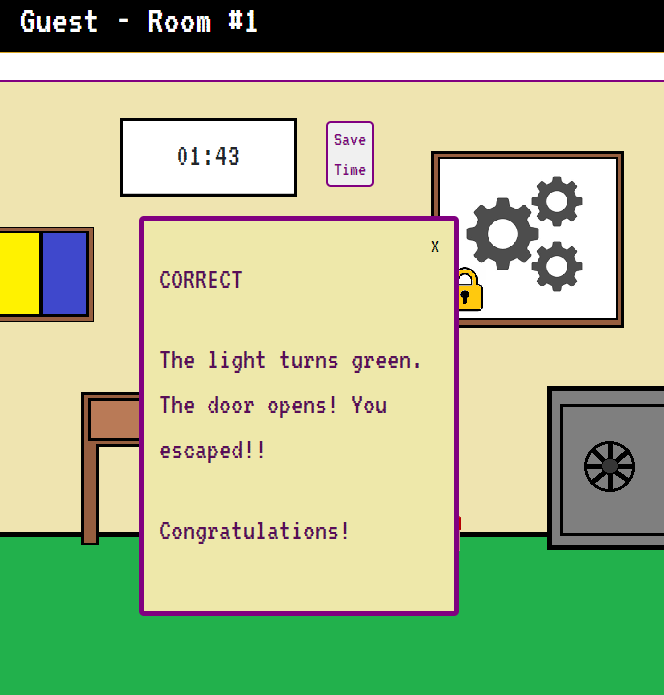 Guest - Room #1
01:43
Save
Time
X
CORRECT
The light turns green.
The door opens! You
escaped!!
Congratulations!